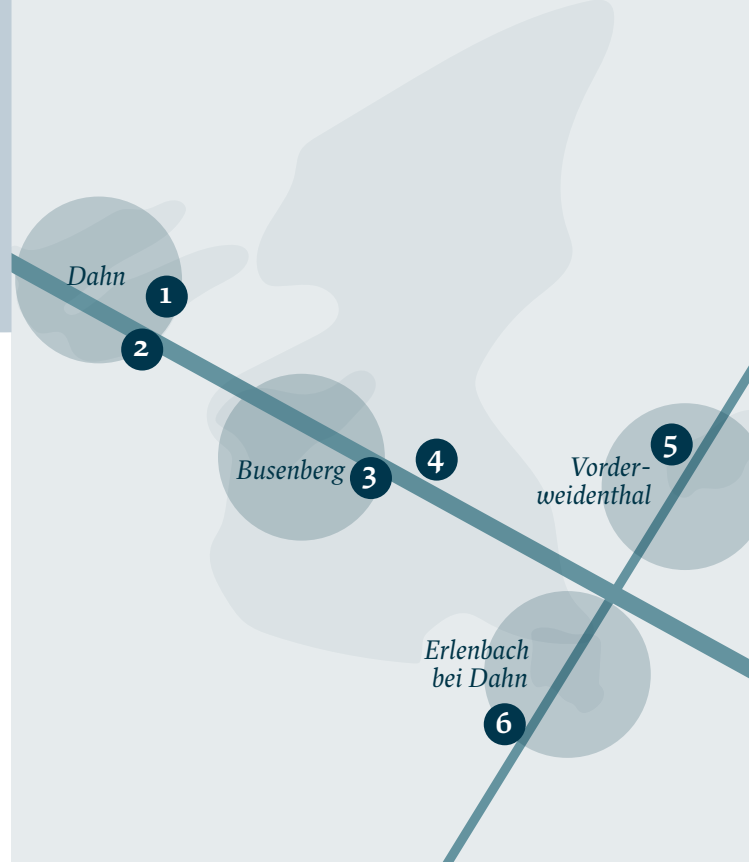 Dahn
1
2
Busenberg
3
4
5
Vorder-
weidenthal
Erlenbach
bei Dahn
6